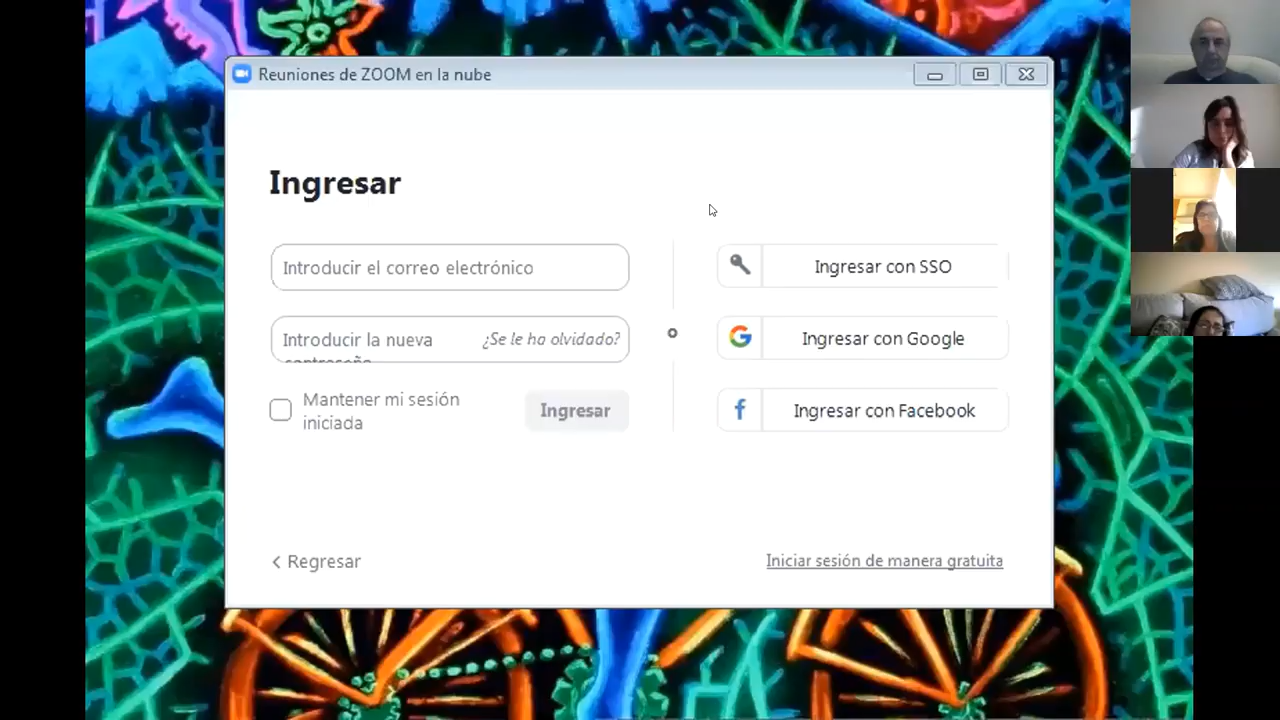 Reuniones de ZOOM en la nube
Ingresar
Introducir el correo electrónico
Introducir la nueva
contraseña
¿Se le ha olvidado?
Mantener mi sesión
iniciada
Ingresar
o
Ingresar con SSO
Ingresar con Google
Ingresar con Facebook
< Regresar
Iniciar sesión de manera gratuita